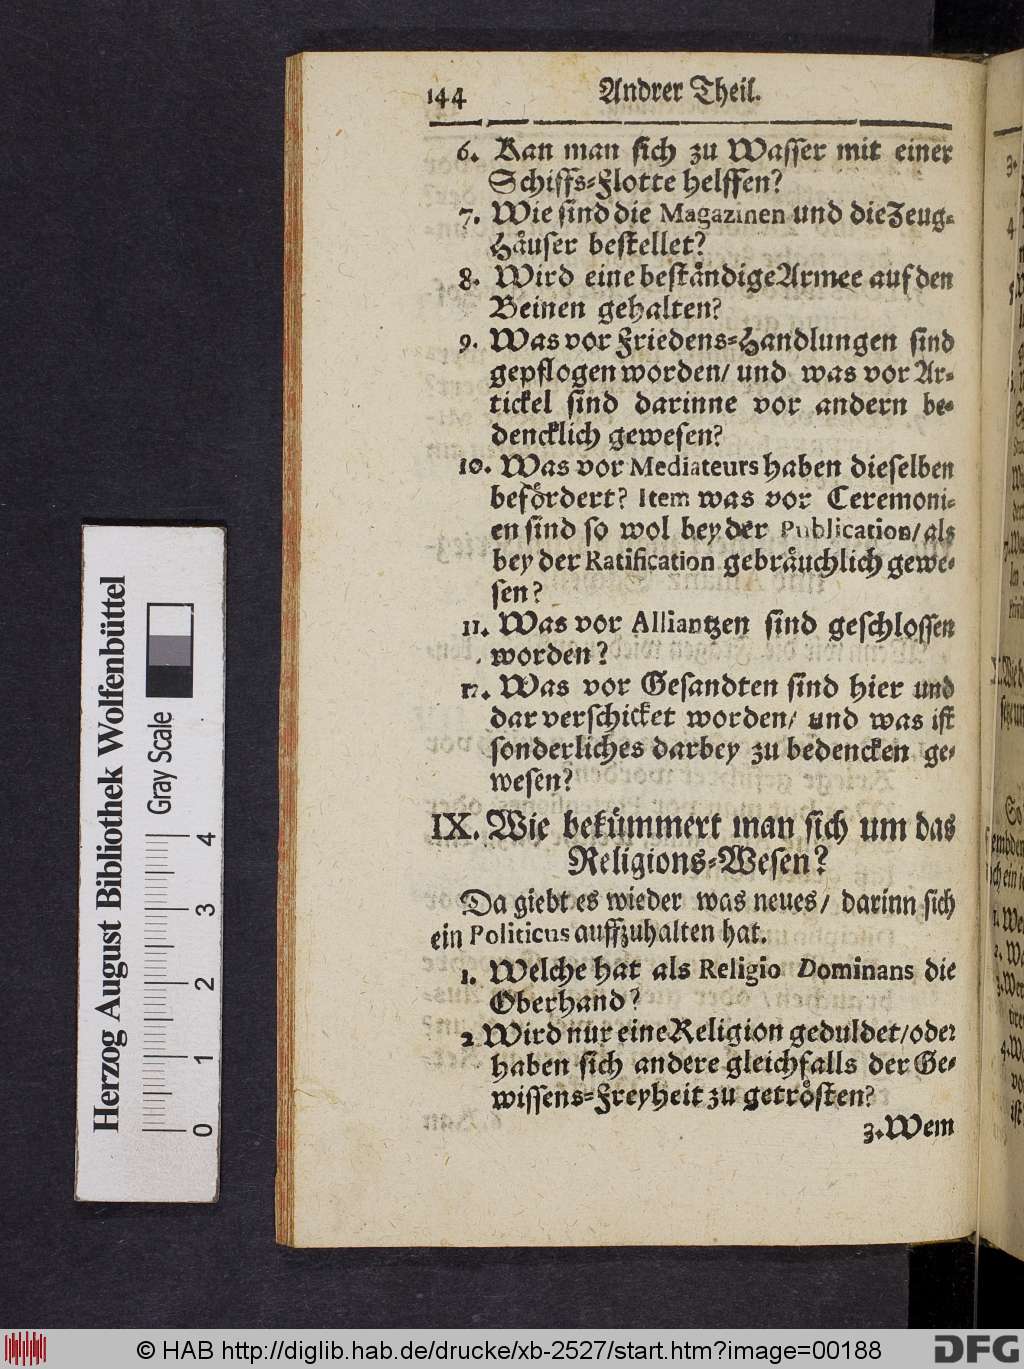 144 Andrer Theil.
6. Kan man sich zu Wasser mit einer
Schiffs-Flotte helffen?
7. Wie sind die Magazinen und die Zeug-
Häuser bestellet?
8. Wird eine beständige Armee auf den
Beinen gehalten?
9. Was vor Friedens-Handlungen sind
gepflogen worden/ und was vor Ar-
tickel sind darinne vor andern be-
dencklich gewesen?
10. Was vor Mediateurs haben dieselben
befördert? Item was vor Ceremoni-
en sind so wol bey der Publication/ als
bey der Ratification gebräuchlich gewe-
sen?
11. Was vor Alliantzen sind geschlossen
worden?
12. Was vor Gesandten sind hier und
dar verschicket worden/ und was ist
sonderliches darbey zu bedencken ge-
wesen?
IX. Wie bekümmert man sich um das
Religions-Wesen?
Da giebt es wieder was neues/ darinn sich
ein Politicus auffzuhalten hat.
1. Welche hat als Religio Dominans die
Oberhand?
2 Wird nur eine Religion geduldet/ oder
haben sich andere gleichfalls der Ge-
wissens-Freyheit zu getrösten?
3. Wem
Herzog August Bibliothek Wolfenbüttel
Gray Scale
0 1 2 3 4
© HAB http://diglib.hab.de/drucke/xb-2527/start.htm?image=00188
DFG